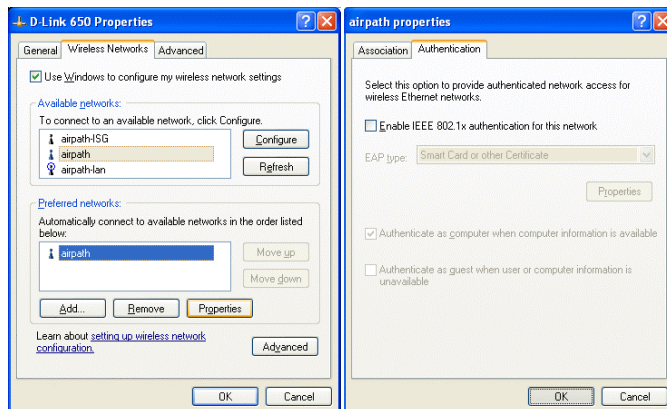 D-Link 650 Properties
General
Wireless Networks
Advanced
Use Windows to configure my wireless network settings
Available networks:
To connect to an available network, click Configure.
airpath-ISG
airpath
airpath-lan
Configure
Refresh
Preferred networks:
Automatically connect to available networks in the order listed
below:
airpath
Move up
Move down
Add...
Remove
Properties
Learn about setting up wireless network
configuration.
Advanced
OK
Cancel
airpath properties
Association
Authentication
Select this option to provide authenticated network access for
wireless Ethernet networks.
Enable IEEE 802.1x authentication for this network
EAP type:
Smart Card or other Certificate
Properties
Authenticate as computer when computer information is available
Authenticate as guest when user or computer information is
unavailable
OK
Cancel